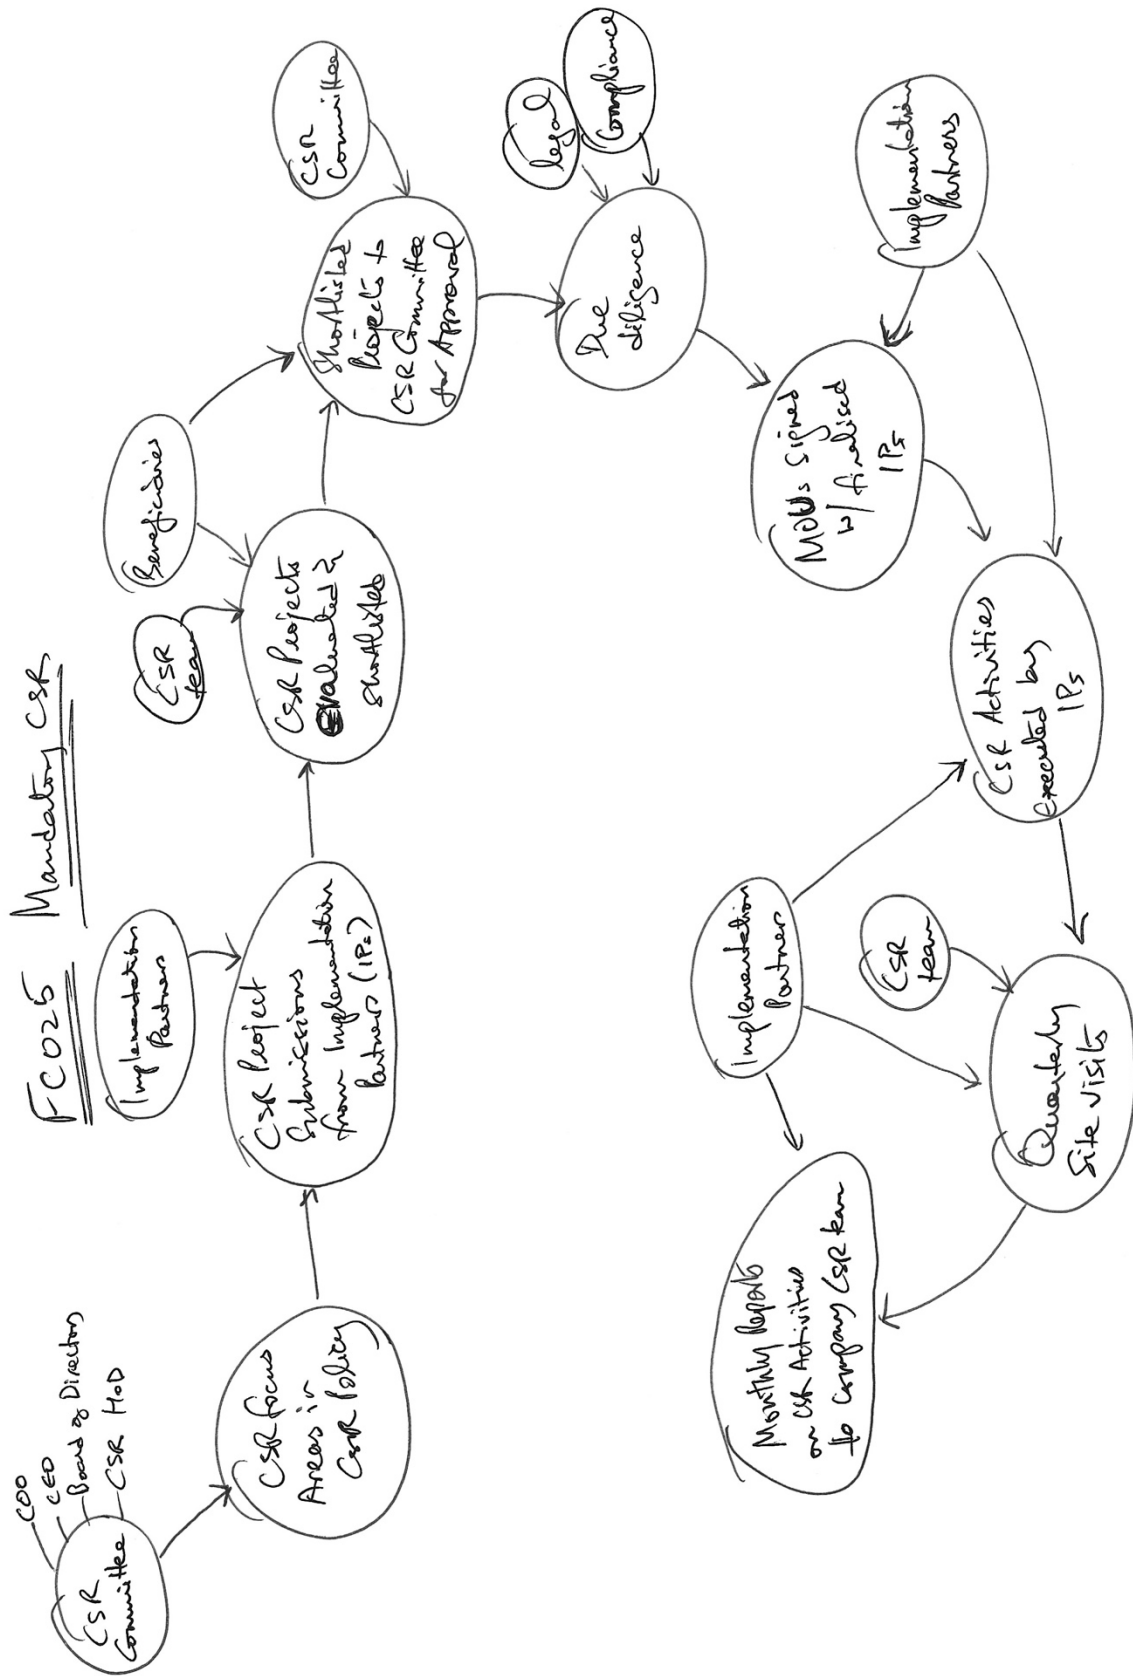 FC025 Mandatory CSR
COO
CEO
Board of Directors
CSR HoD
CSR
Committee
CSR focus
Areas in
CSR Policy
Implementation
Partners
CSR Project
Submissions
from Implementation
Partners (IPs)
CSR
team
Beneficiaries
CSR Projects
evaluated &
shortlisted
CSR
Committee
Shortlisted
Projects to
CSR Committee
for Approval
legal
Compliance
Due
diligence
Implementation
Partners
MOUs signed
w/ finalised
IPs
CSR Activities
executed by
IPs
Implementation
Partners
CSR
team
Quarterly
Site visits
Monthly Reports
on CSR Activities
to company CSR team